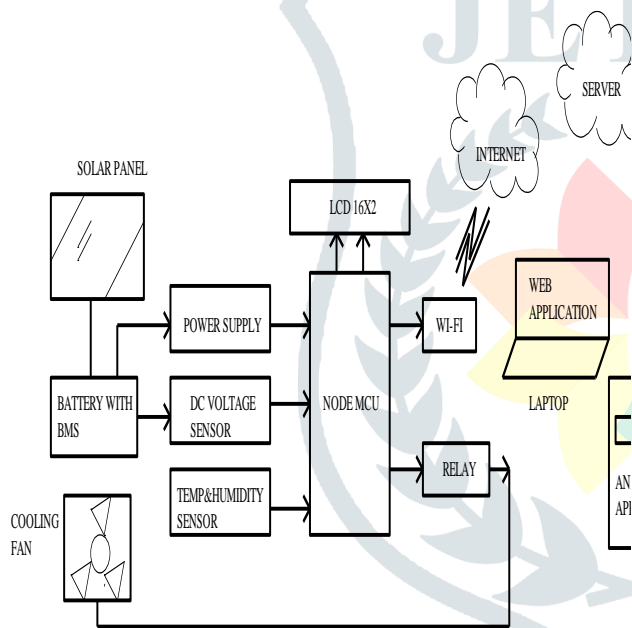 JET
SERVER
INTERNET
SOLAR PANEL
LCD 16X2
WEB
APPLICATION
POWER SUPPLY
WI-FI
BATTERY WITH
BMS
DC VOLTAGE
SENSOR
NODE MCU
LAPTOP
RELAY
TEMP&HUMIDITY
SENSOR
COOLING
FAN